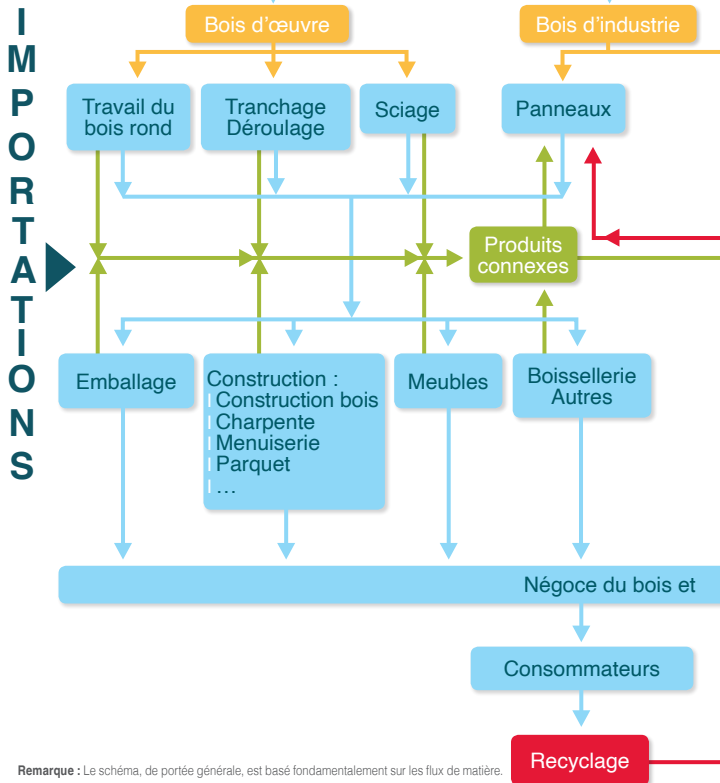 IMPORTATIONS
Bois d'œuvre
Bois d'industrie
Travail du
bois rond
Tranchage
Déroulage
Sciage
Panneaux
Produits
connexes
Emballage
Construction :
Construction bois
Charpente
Menuiserie
Parquet
…
Meubles
Boissellerie
Autres
Négoce du bois et
Consommateurs
Recyclage
Remarque : Le schéma, de portée générale, est basé fondamentalement sur les flux de matière.